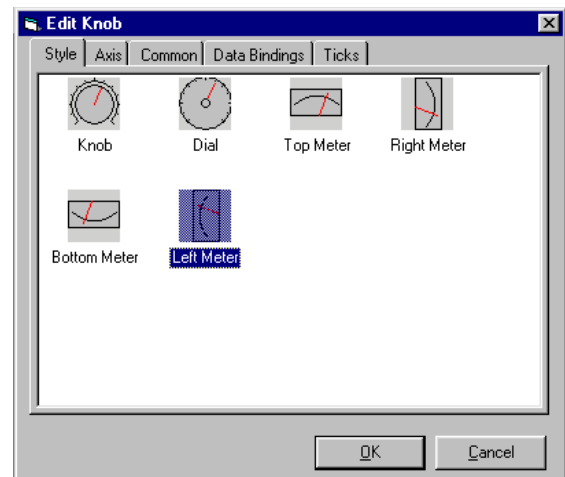 Edit Knob
Style Axis Common Data Bindings Ticks
Knob Dial Top Meter Right Meter
Bottom Meter Left Meter
OK Cancel